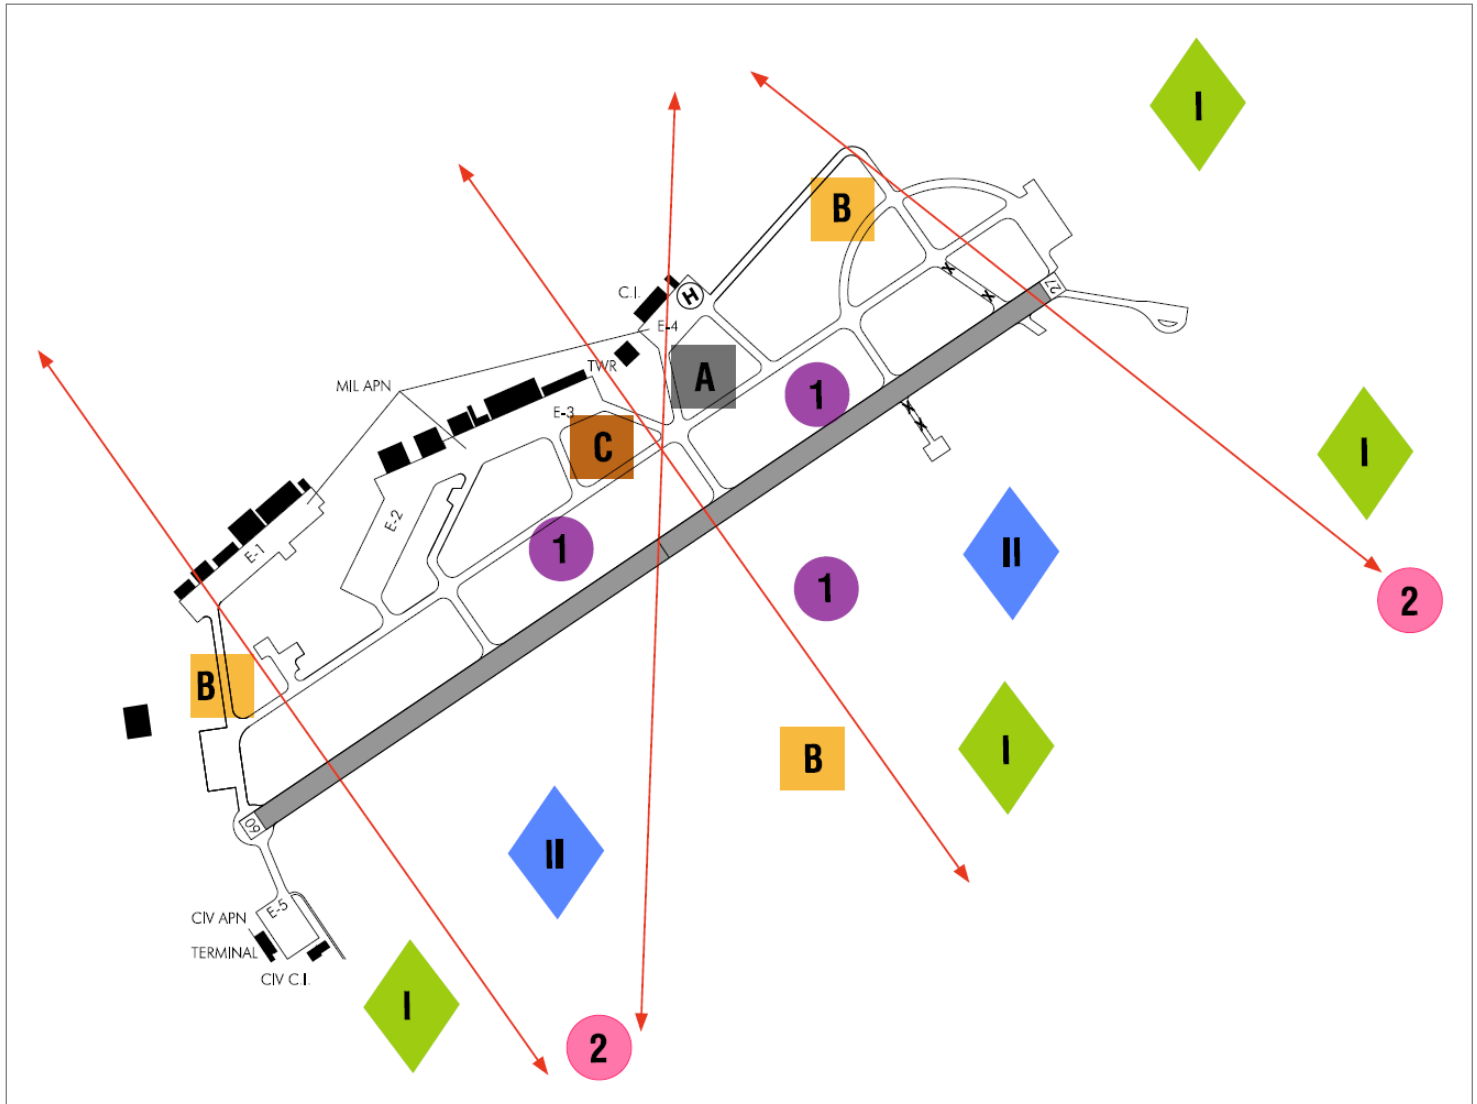 I
B
27
C.I.
H
E-4
TWR
A
MIL APN
1
E-3
C
I
X
X
X
X
E-2
1
E-1
II
1
2
B
I
B
09
II
E-5
CIV APN
TERMINAL
CIV C.I.
I
2